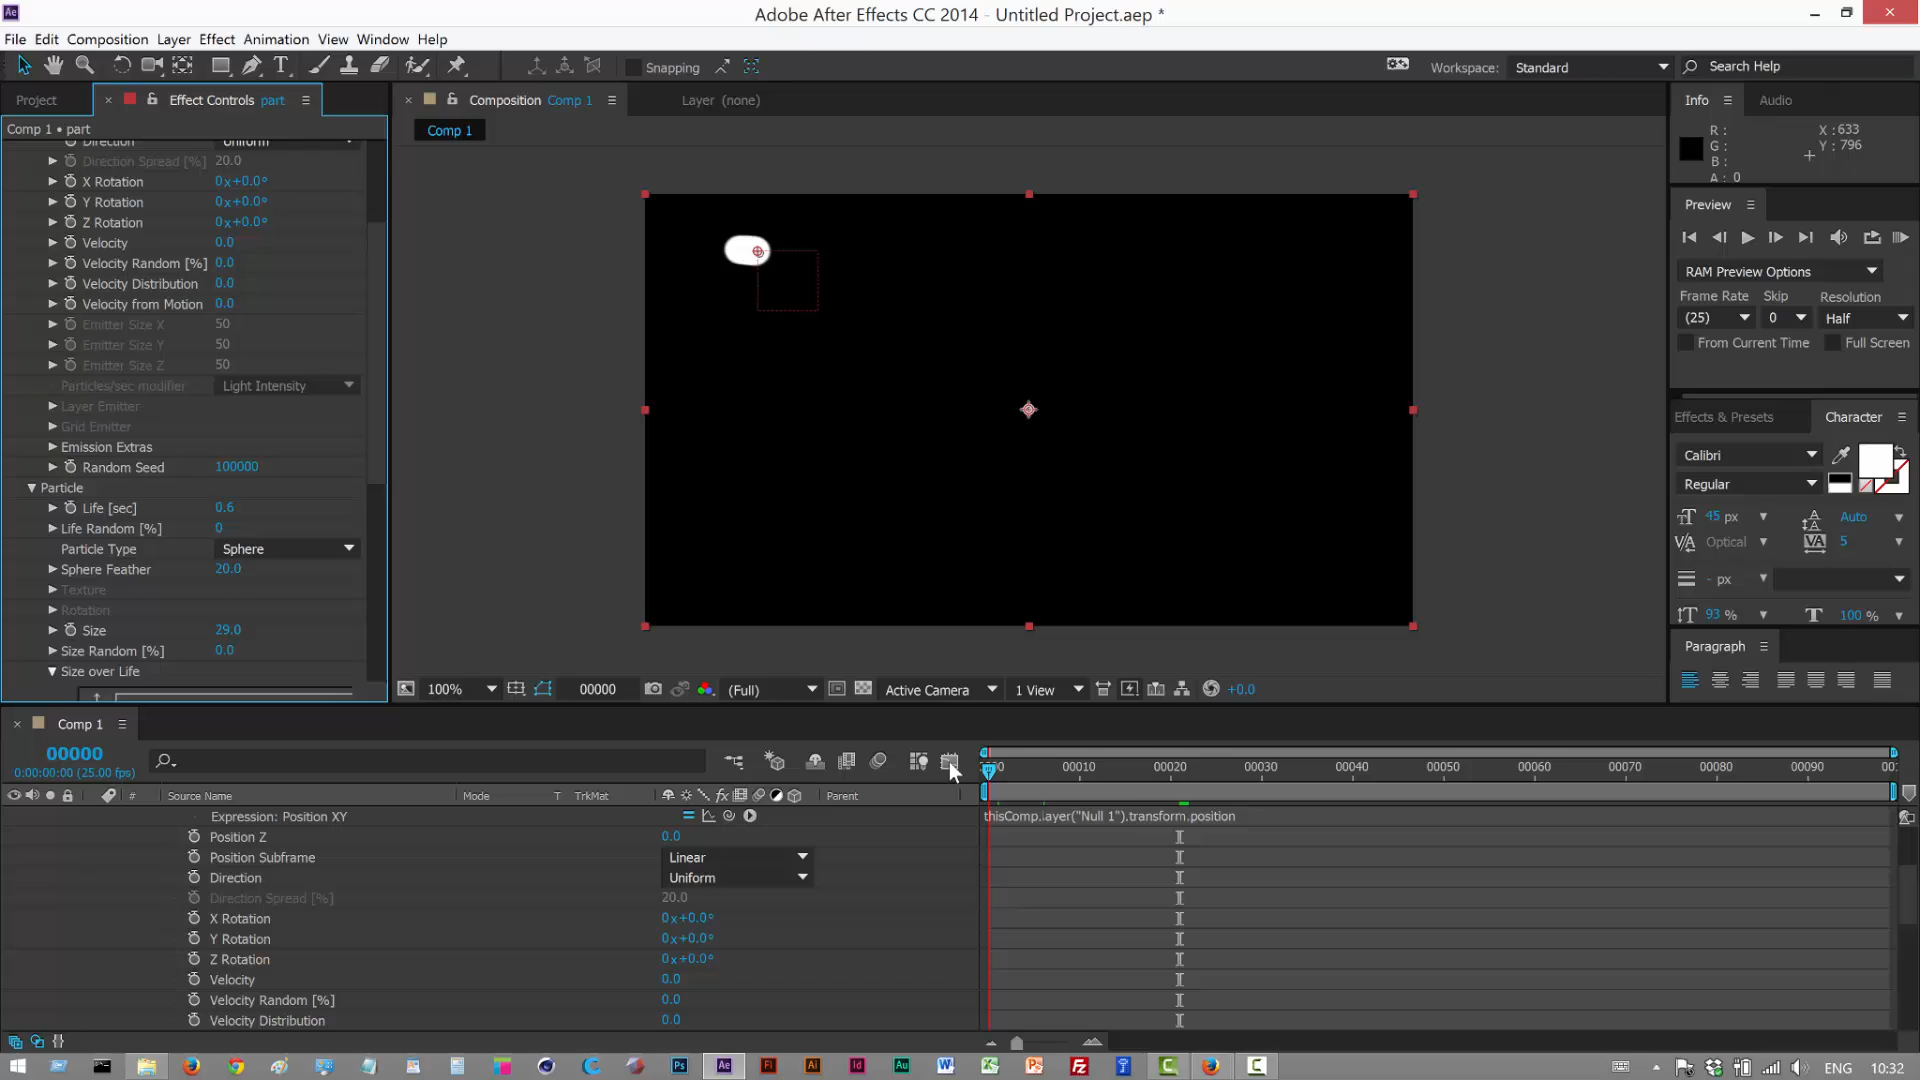 Adobe After Effects CC 2014 - Untitled Project.aep *
File Edit Composition Layer Effect Animation View Window Help
Snapping
Workspace: Standard
Search Help
Project
Effect Controls part
Composition Comp 1
Layer (none)
Info
Audio
Comp 1 • part
Comp 1
R:
G:
B:
A: 0
X: 633
Y: 796
Direction Uniform
Direction Spread [%] 20.0
X Rotation 0x+0.0°
Y Rotation 0x+0.0°
Z Rotation 0x+0.0°
Velocity 0.0
Velocity Random [%] 0.0
Velocity Distribution 0.0
Velocity from Motion 0.0
Emitter Size X 50
Emitter Size Y 50
Emitter Size Z 50
Particles/sec modifier Light Intensity
Layer Emitter
Grid Emitter
Emission Extras
Random Seed 100000
Particle
Life [sec] 0.6
Life Random [%] 0
Particle Type Sphere
Sphere Feather 20.0
Texture
Rotation
Size 29.0
Size Random [%] 0.0
Size over Life
Preview
RAM Preview Options
Frame Rate Skip Resolution
(25) 0 Half
From Current Time Full Screen
Effects & Presets
Character
Calibri
Regular
45 px Auto
Optical 5
- px
93 % 100 %
Paragraph
100% 00000 (Full) Active Camera 1 View +0.0
Comp 1
00000
0:00:00:00 (25.00 fps)
00 00010 00020 00030 00040 00050 00060 00070 00080 00090
# Source Name Mode T TrkMat Parent
Expression: Position XY
thisComp.layer("Null 1").transform.position
Position Z 0.0
Position Subframe Linear
Direction Uniform
Direction Spread [%] 20.0
X Rotation 0x+0.0°
Y Rotation 0x+0.0°
Z Rotation 0x+0.0°
Velocity 0.0
Velocity Random [%] 0.0
Velocity Distribution 0.0
ENG 10:32